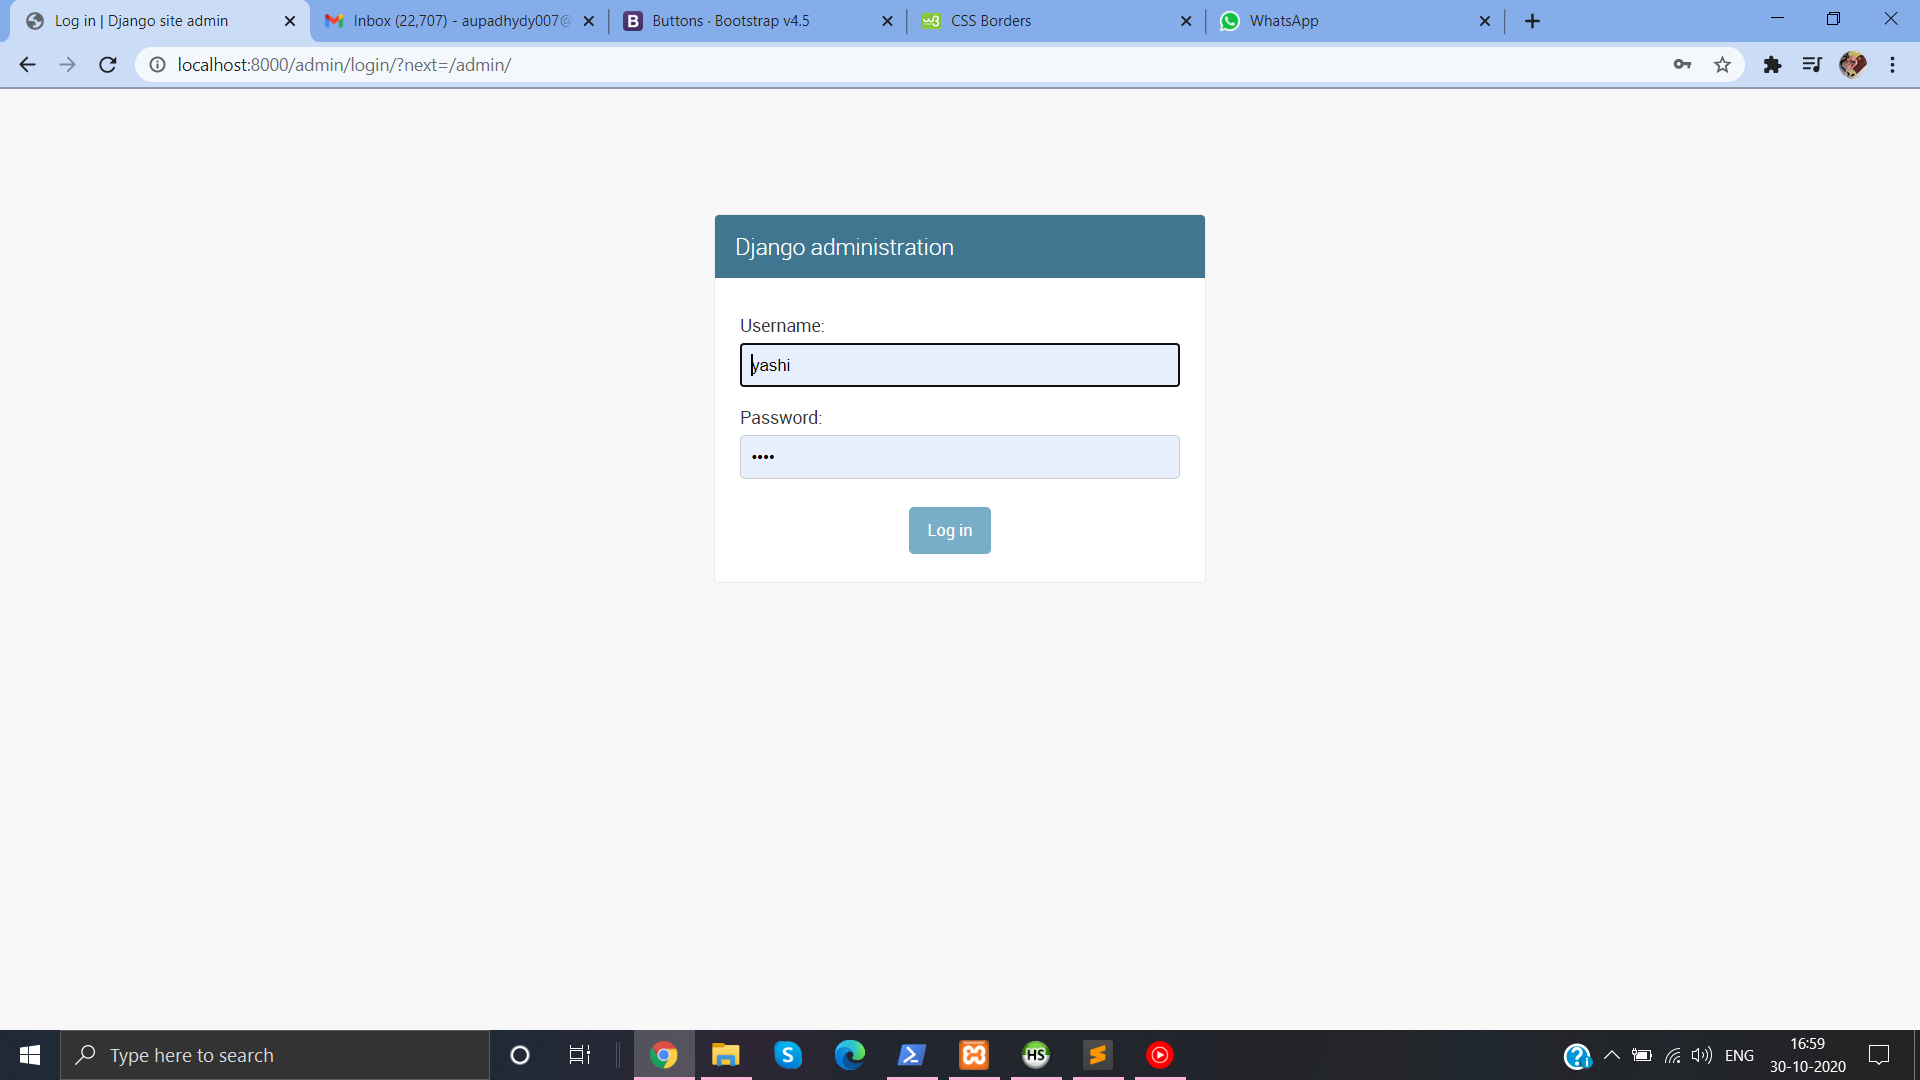 Log in | Django site admin
Inbox (22,707) - aupadhydy007@
Buttons · Bootstrap v4.5
CSS Borders
WhatsApp
localhost:8000/admin/login/?next=/admin/
Django administration
Username:
yashi
Password:
••••
Log in
Type here to search
ENG
16:59
30-10-2020